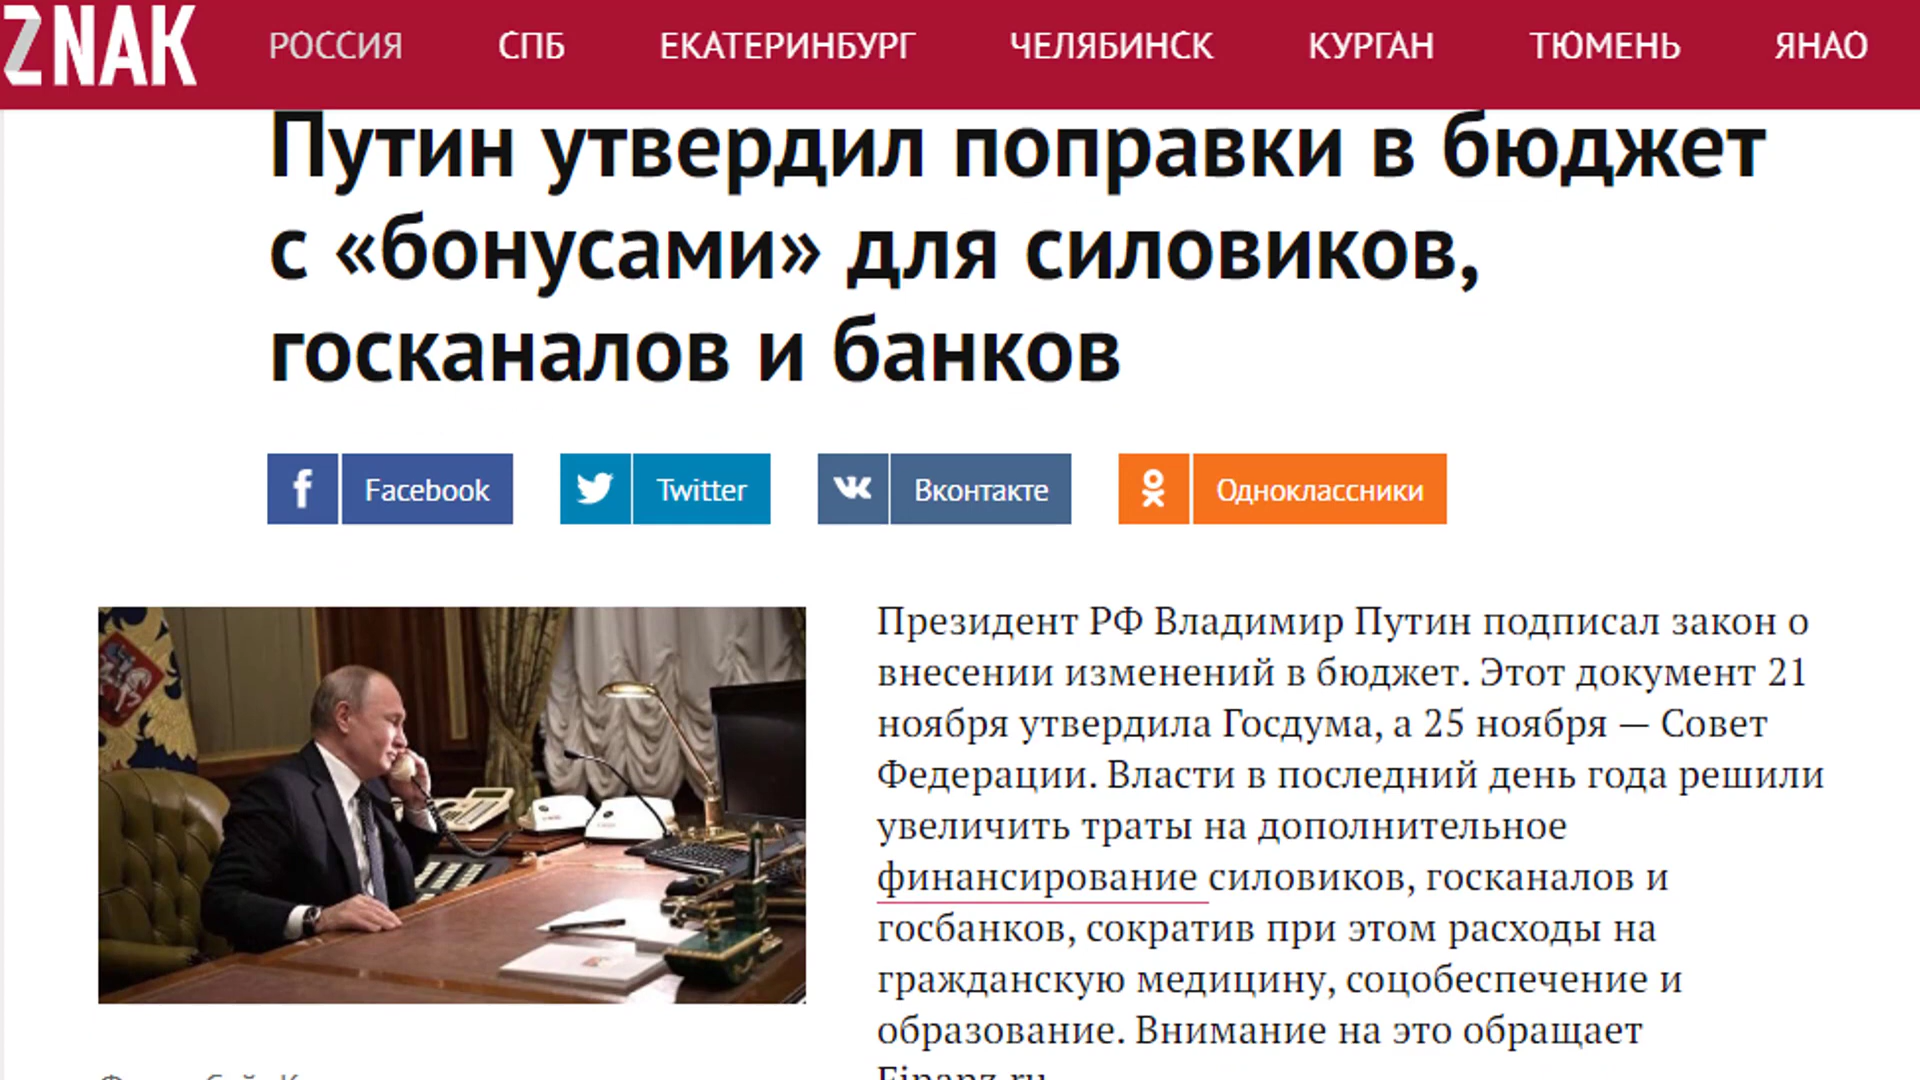 ZNAK РОССИЯ СПБ ЕКАТЕРИНБУРГ ЧЕЛЯБИНСК КУРГАН ТЮМЕНЬ ЯНАО
Путин утвердил поправки в бюджет
с «бонусами» для силовиков,
госканалов и банков
Facebook Twitter Вконтакте Одноклассники
Президент РФ Владимир Путин подписал закон о
внесении изменений в бюджет. Этот документ 21
ноября утвердила Госдума, а 25 ноября — Совет
Федерации. Власти в последний день года решили
увеличить траты на дополнительное
финансирование силовиков, госканалов и
госбанков, сократив при этом расходы на
гражданскую медицину, соцобеспечение и
образование. Внимание на это обращает
Finanz.ru